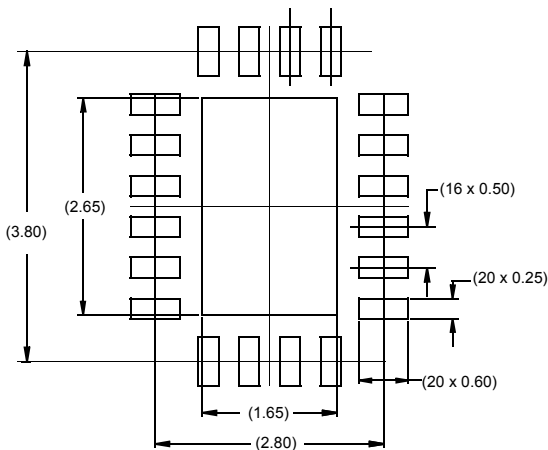 (16 x 0.50)
(2.65)
(3.80)
(20 x 0.25)
(20 x 0.60)
(1.65)
(2.80)